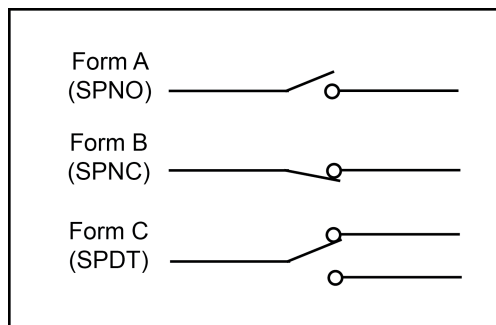 Form A
(SPNO)
Form B
(SPNC)
Form C
(SPDT)